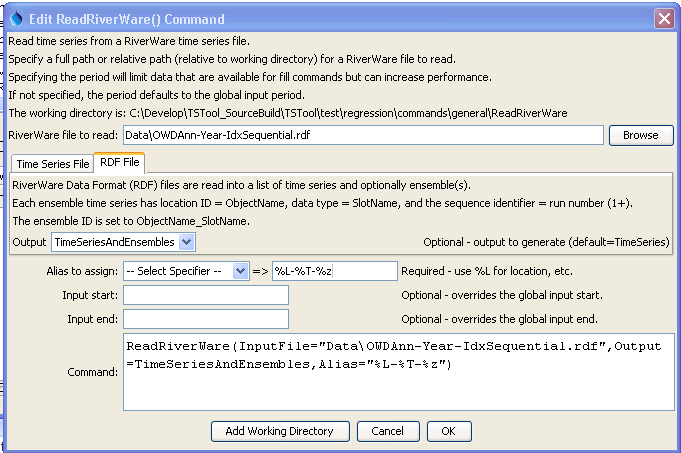 Edit ReadRiverWare() Command
Read time series from a RiverWare time series file.
Specify a full path or relative path (relative to working directory) for a RiverWare file to read.
Specifying the period will limit data that are available for fill commands but can increase performance.
If not specified, the period defaults to the global input period.
The working directory is: C:\Develop\TSTool_SourceBuild\TSTool\test\regression\commands\general\ReadRiverWare
RiverWare file to read: Data\OWDAnn-Year-IdxSequential.rdf Browse
Time Series File RDF File
RiverWare Data Format (RDF) files are read into a list of time series and optionally ensemble(s).
Each ensemble time series has location ID = ObjectName, data type = SlotName, and the sequence identifier = run number (1+).
The ensemble ID is set to ObjectName_SlotName.
Output TimeSeriesAndEnsembles Optional - output to generate (default=TimeSeries)
Alias to assign: -- Select Specifier -- => %L-%T-%z Required - use %L for location, etc.
Input start: Optional - overrides the global input start.
Input end: Optional - overrides the global input end.
ReadRiverWare(InputFile="Data\OWDAnn-Year-IdxSequential.rdf",Output
Command: =TimeSeriesAndEnsembles,Alias="%L-%T-%z")
Add Working Directory Cancel OK